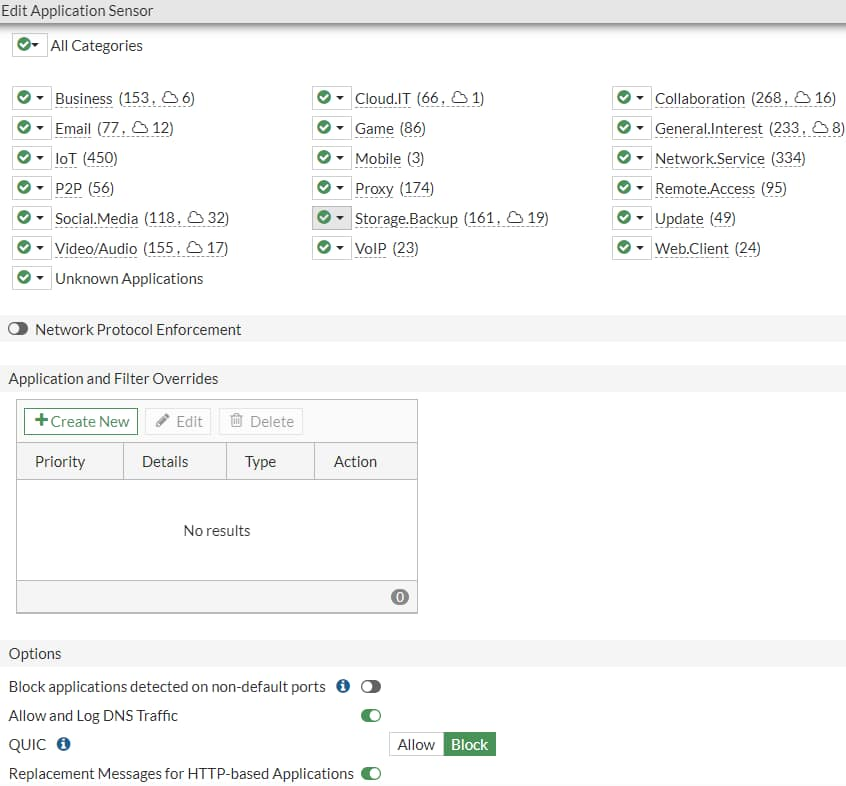 Edit Application Sensor
All Categories
Business (153, 6) Cloud.IT (66, 1) Collaboration (268, 16)
Email (77, 12) Game (86) General.Interest (233, 8)
IoT (450) Mobile (3) Network.Service (334)
P2P (56) Proxy (174) Remote.Access (95)
Social.Media (118, 32) Storage.Backup (161, 19) Update (49)
Video/Audio (155, 17) VoIP (23) Web.Client (24)
Unknown Applications
Network Protocol Enforcement
Application and Filter Overrides
+Create New Edit Delete
Priority Details Type Action
No results
0
Options
Block applications detected on non-default ports
Allow and Log DNS Traffic
QUIC Allow Block
Replacement Messages for HTTP-based Applications